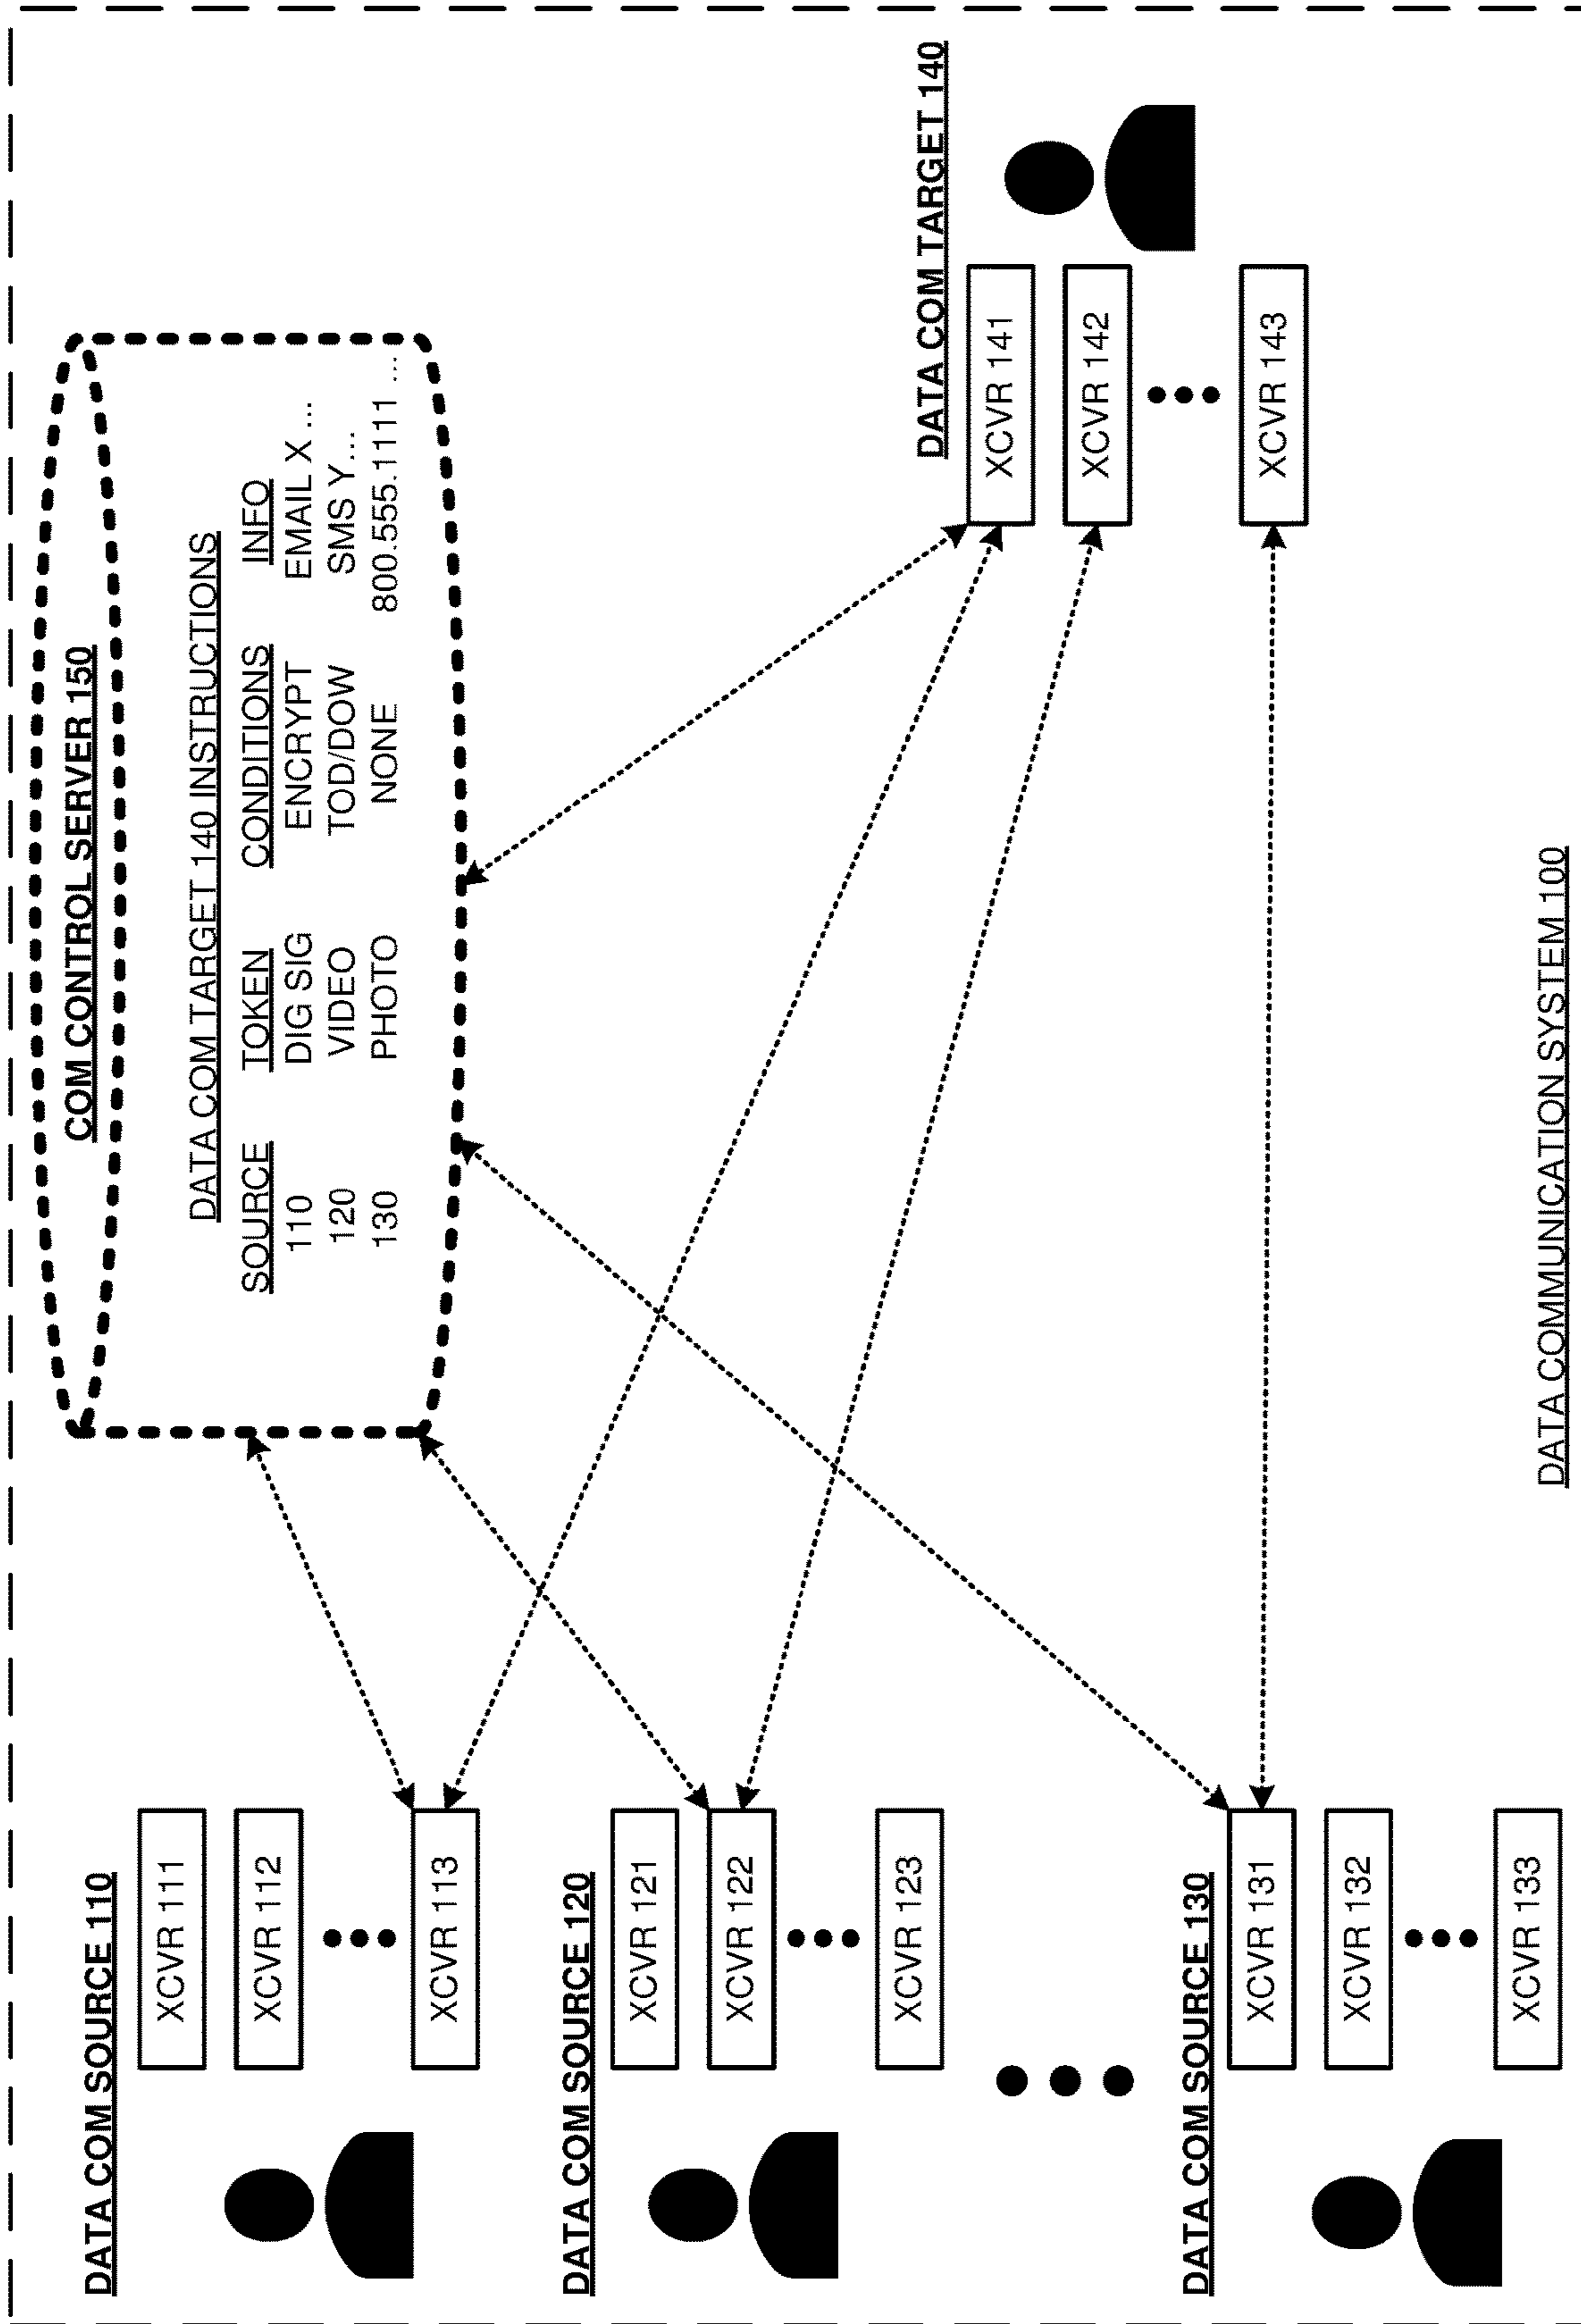 COM CONTROL SERVER 150
DATA COM TARGET 140 INSTRUCTIONS
SOURCE TOKEN CONDITIONS INFO
110 DIG SIG ENCRYPT EMAIL X ...
120 VIDEO TOD/DOW SMS Y...
130 PHOTO NONE 800.555.1111 ...
DATA COM SOURCE 110
XCVR 111
XCVR 112
XCVR 113
DATA COM SOURCE 120
XCVR 121
XCVR 122
XCVR 123
DATA COM SOURCE 130
XCVR 131
XCVR 132
XCVR 133
DATA COM TARGET 140
XCVR 141
XCVR 142
XCVR 143
DATA COMMUNICATION SYSTEM 100